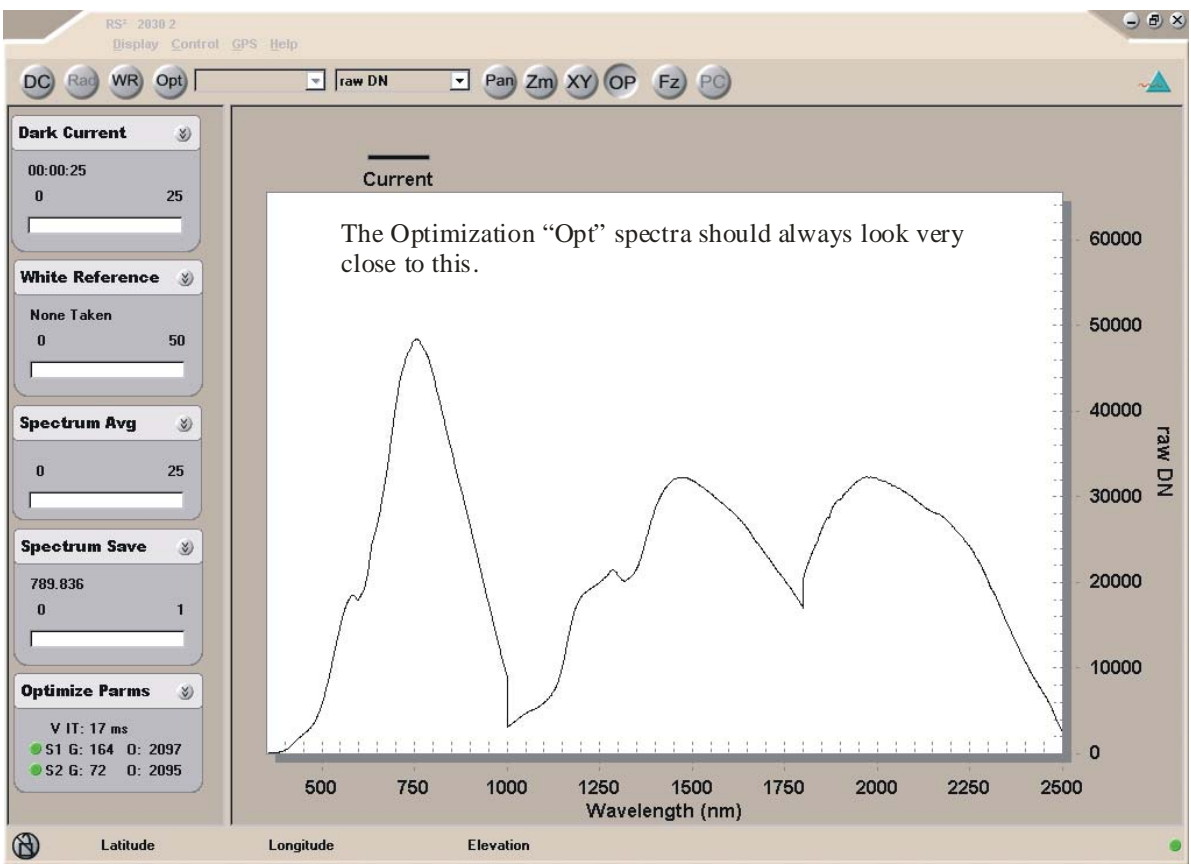 RS² 2030 2
Display Control GPS Help
DC Rad WR Opt raw DN Pan Zm XY OP Fz PC
Dark Current
00:00:25
0 25
White Reference
None Taken
0 50
Spectrum Avg
0 25
Spectrum Save
789.836
0 1
Optimize Parms
V IT: 17 ms
S1 G: 164 O: 2097
S2 G: 72 O: 2095
Current
The Optimization “Opt” spectra should always look very
close to this.
60000
50000
40000
30000
20000
10000
0
raw DN
500 750 1000 1250 1500 1750 2000 2250 2500
Wavelength (nm)
Latitude Longitude Elevation